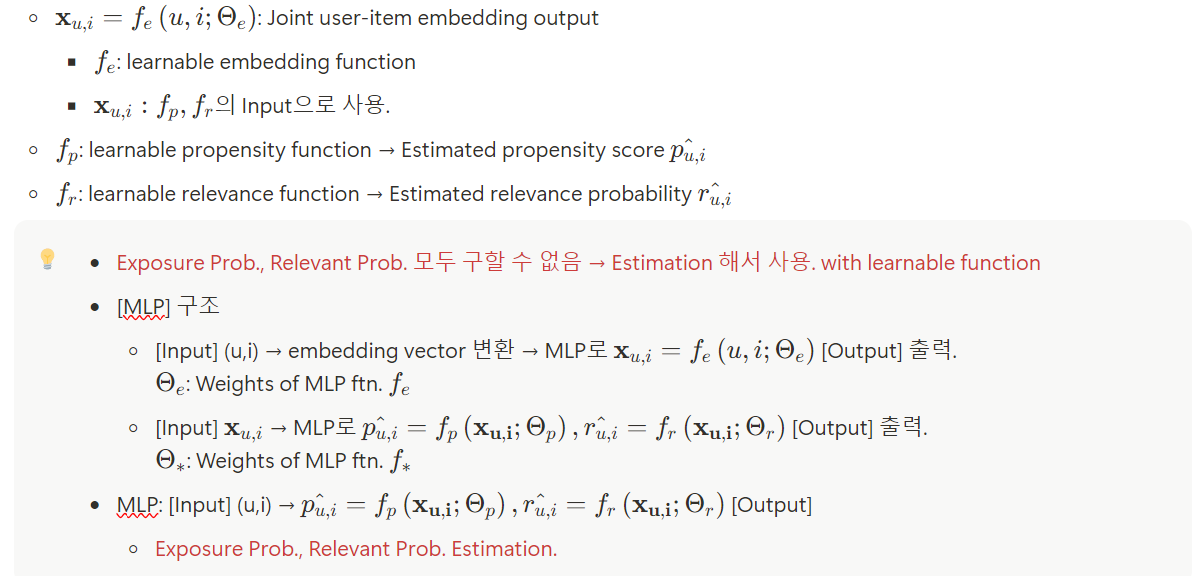 x_{u,i} = f_e (u, i; Θ_e): Joint user-item embedding output
f_e: learnable embedding function
x_{u,i} : f_p, f_r의 Input으로 사용.
f_p: learnable propensity function → Estimated propensity score p_{u,i}^
f_r: learnable relevance function → Estimated relevance probability r_{u,i}^
Exposure Prob., Relevant Prob. 모두 구할 수 없음 → Estimation 해서 사용. with learnable function
[MLP] 구조
[Input] (u,i) → embedding vector 변환 → MLP로 x_{u,i} = f_e (u, i; Θ_e) [Output] 출력.
Θ_e: Weights of MLP ftn. f_e
[Input] x_{u,i} → MLP로 p_{u,i}^ = f_p (x_{u,i}; Θ_p) , r_{u,i}^ = f_r (x_{u,i}; Θ_r) [Output] 출력.
Θ_*: Weights of MLP ftn. f_*
MLP: [Input] (u,i) → p_{u,i}^ = f_p (x_{u,i}; Θ_p) , r_{u,i}^ = f_r (x_{u,i}; Θ_r) [Output]
Exposure Prob., Relevant Prob. Estimation.